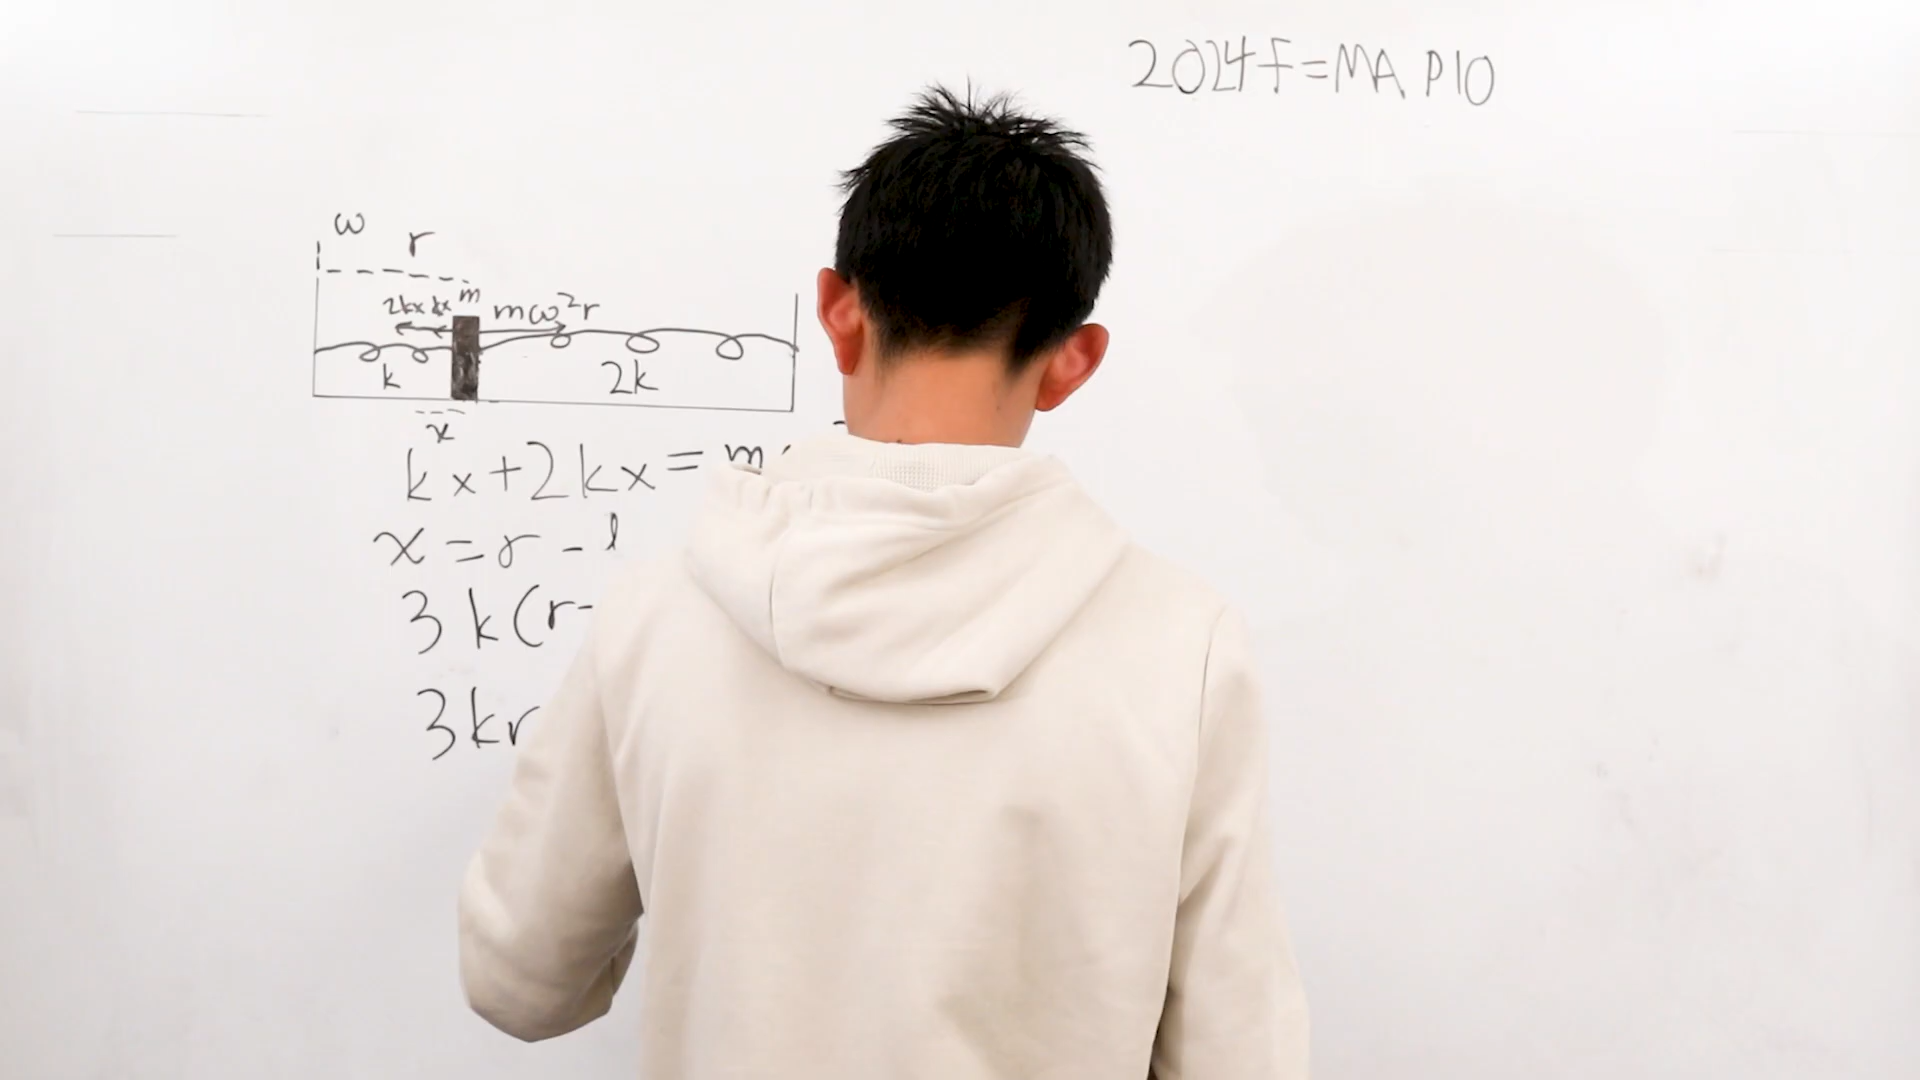 2024 F=MA P10
ω
r
2kx kx m mω²r
k 2k
x
kx+2kx= m
x=r-l
3k(r-
3kr